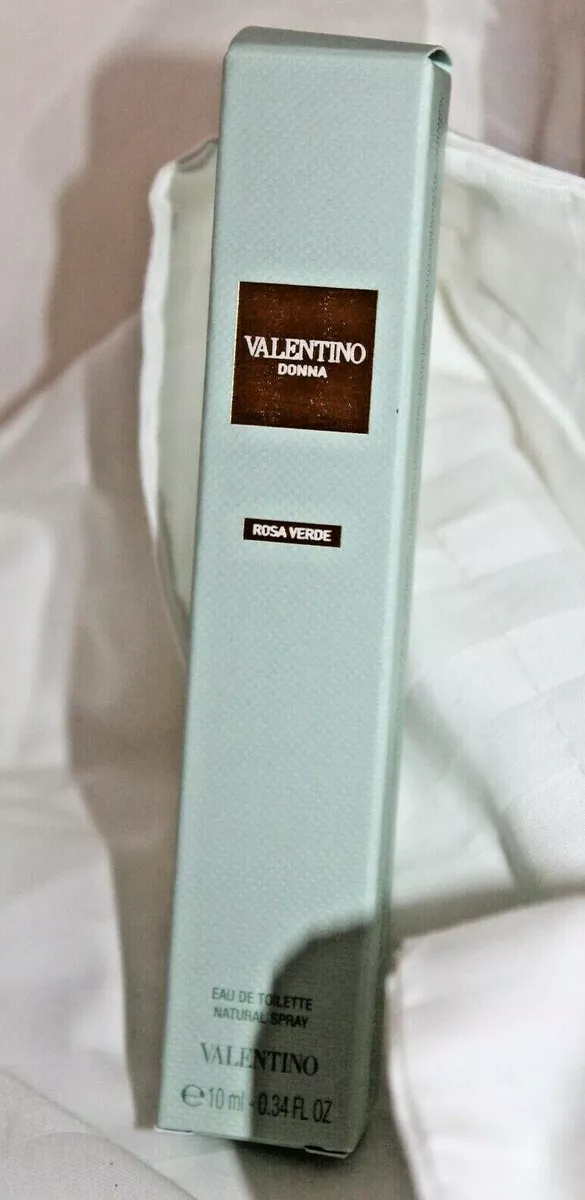 VALENTINO
DONNA
ROSA VERDE
EAU DE TOILETTE
NATURAL SPRAY
VALENTINO
℮10 ml - 0.34 FL OZ